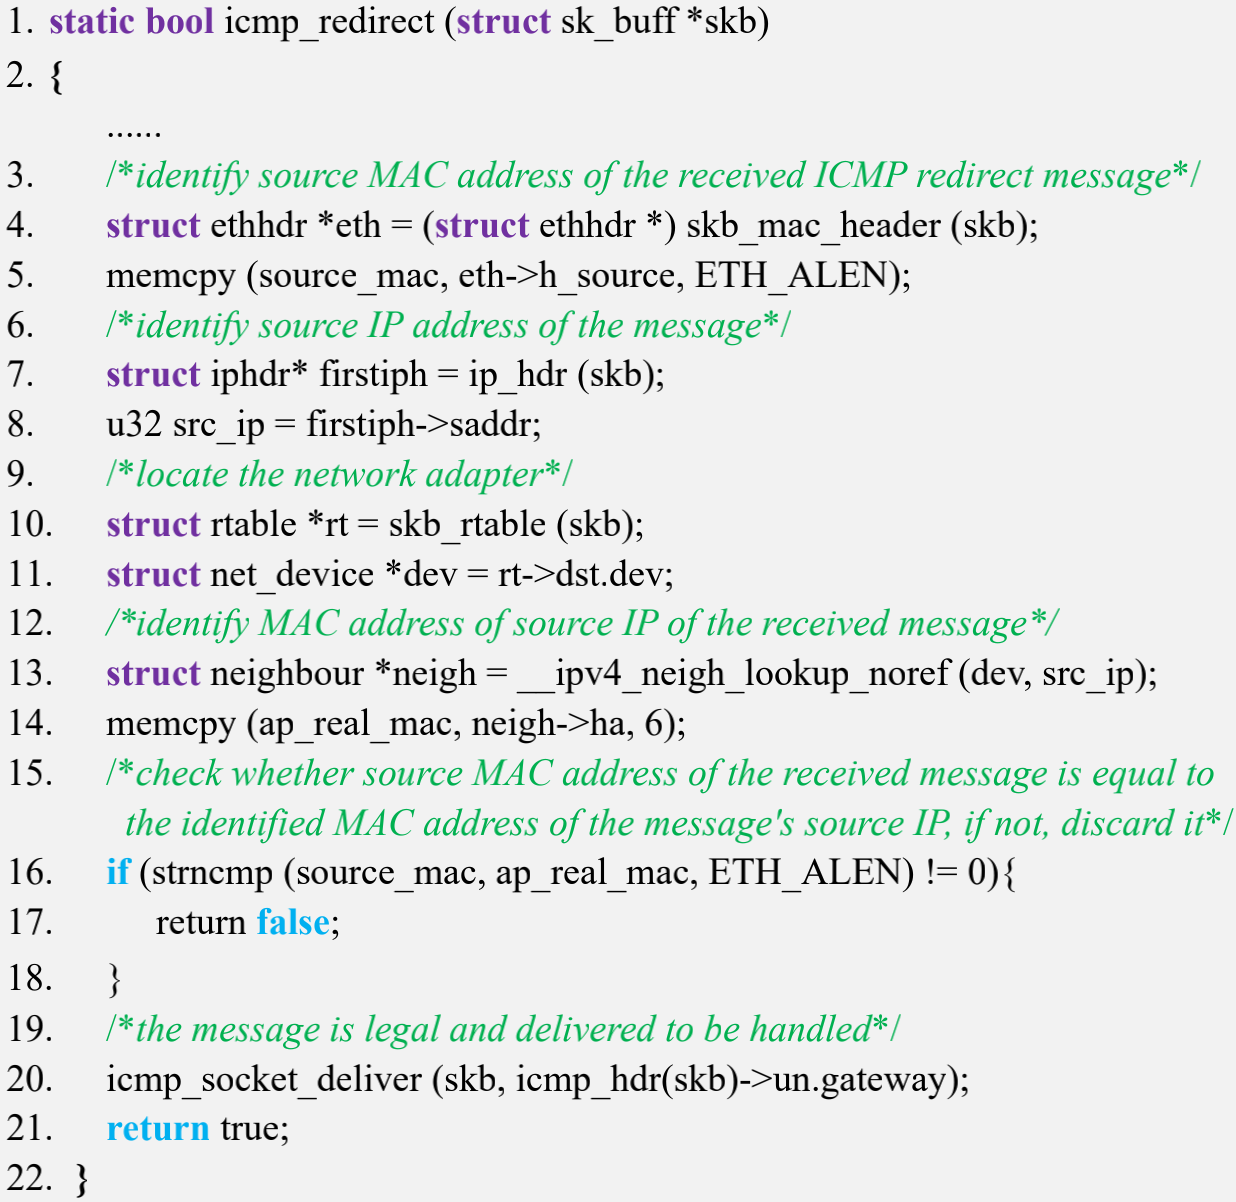 1. static bool icmp_redirect (struct sk_buff *skb)
2. {
......
3. /*identify source MAC address of the received ICMP redirect message*/
4. struct ethhdr *eth = (struct ethhdr *) skb_mac_header (skb);
5. memcpy (source_mac, eth->h_source, ETH_ALEN);
6. /*identify source IP address of the message*/
7. struct iphdr* firstiph = ip_hdr (skb);
8. u32 src_ip = firstiph->saddr;
9. /*locate the network adapter*/
10. struct rtable *rt = skb_rtable (skb);
11. struct net_device *dev = rt->dst.dev;
12. /*identify MAC address of source IP of the received message*/
13. struct neighbour *neigh = __ipv4_neigh_lookup_noref (dev, src_ip);
14. memcpy (ap_real_mac, neigh->ha, 6);
15. /*check whether source MAC address of the received message is equal to
the identified MAC address of the message's source IP, if not, discard it*/
16. if (strncmp (source_mac, ap_real_mac, ETH_ALEN) != 0){
17. return false;
18. }
19. /*the message is legal and delivered to be handled*/
20. icmp_socket_deliver (skb, icmp_hdr(skb)->un.gateway);
21. return true;
22. }